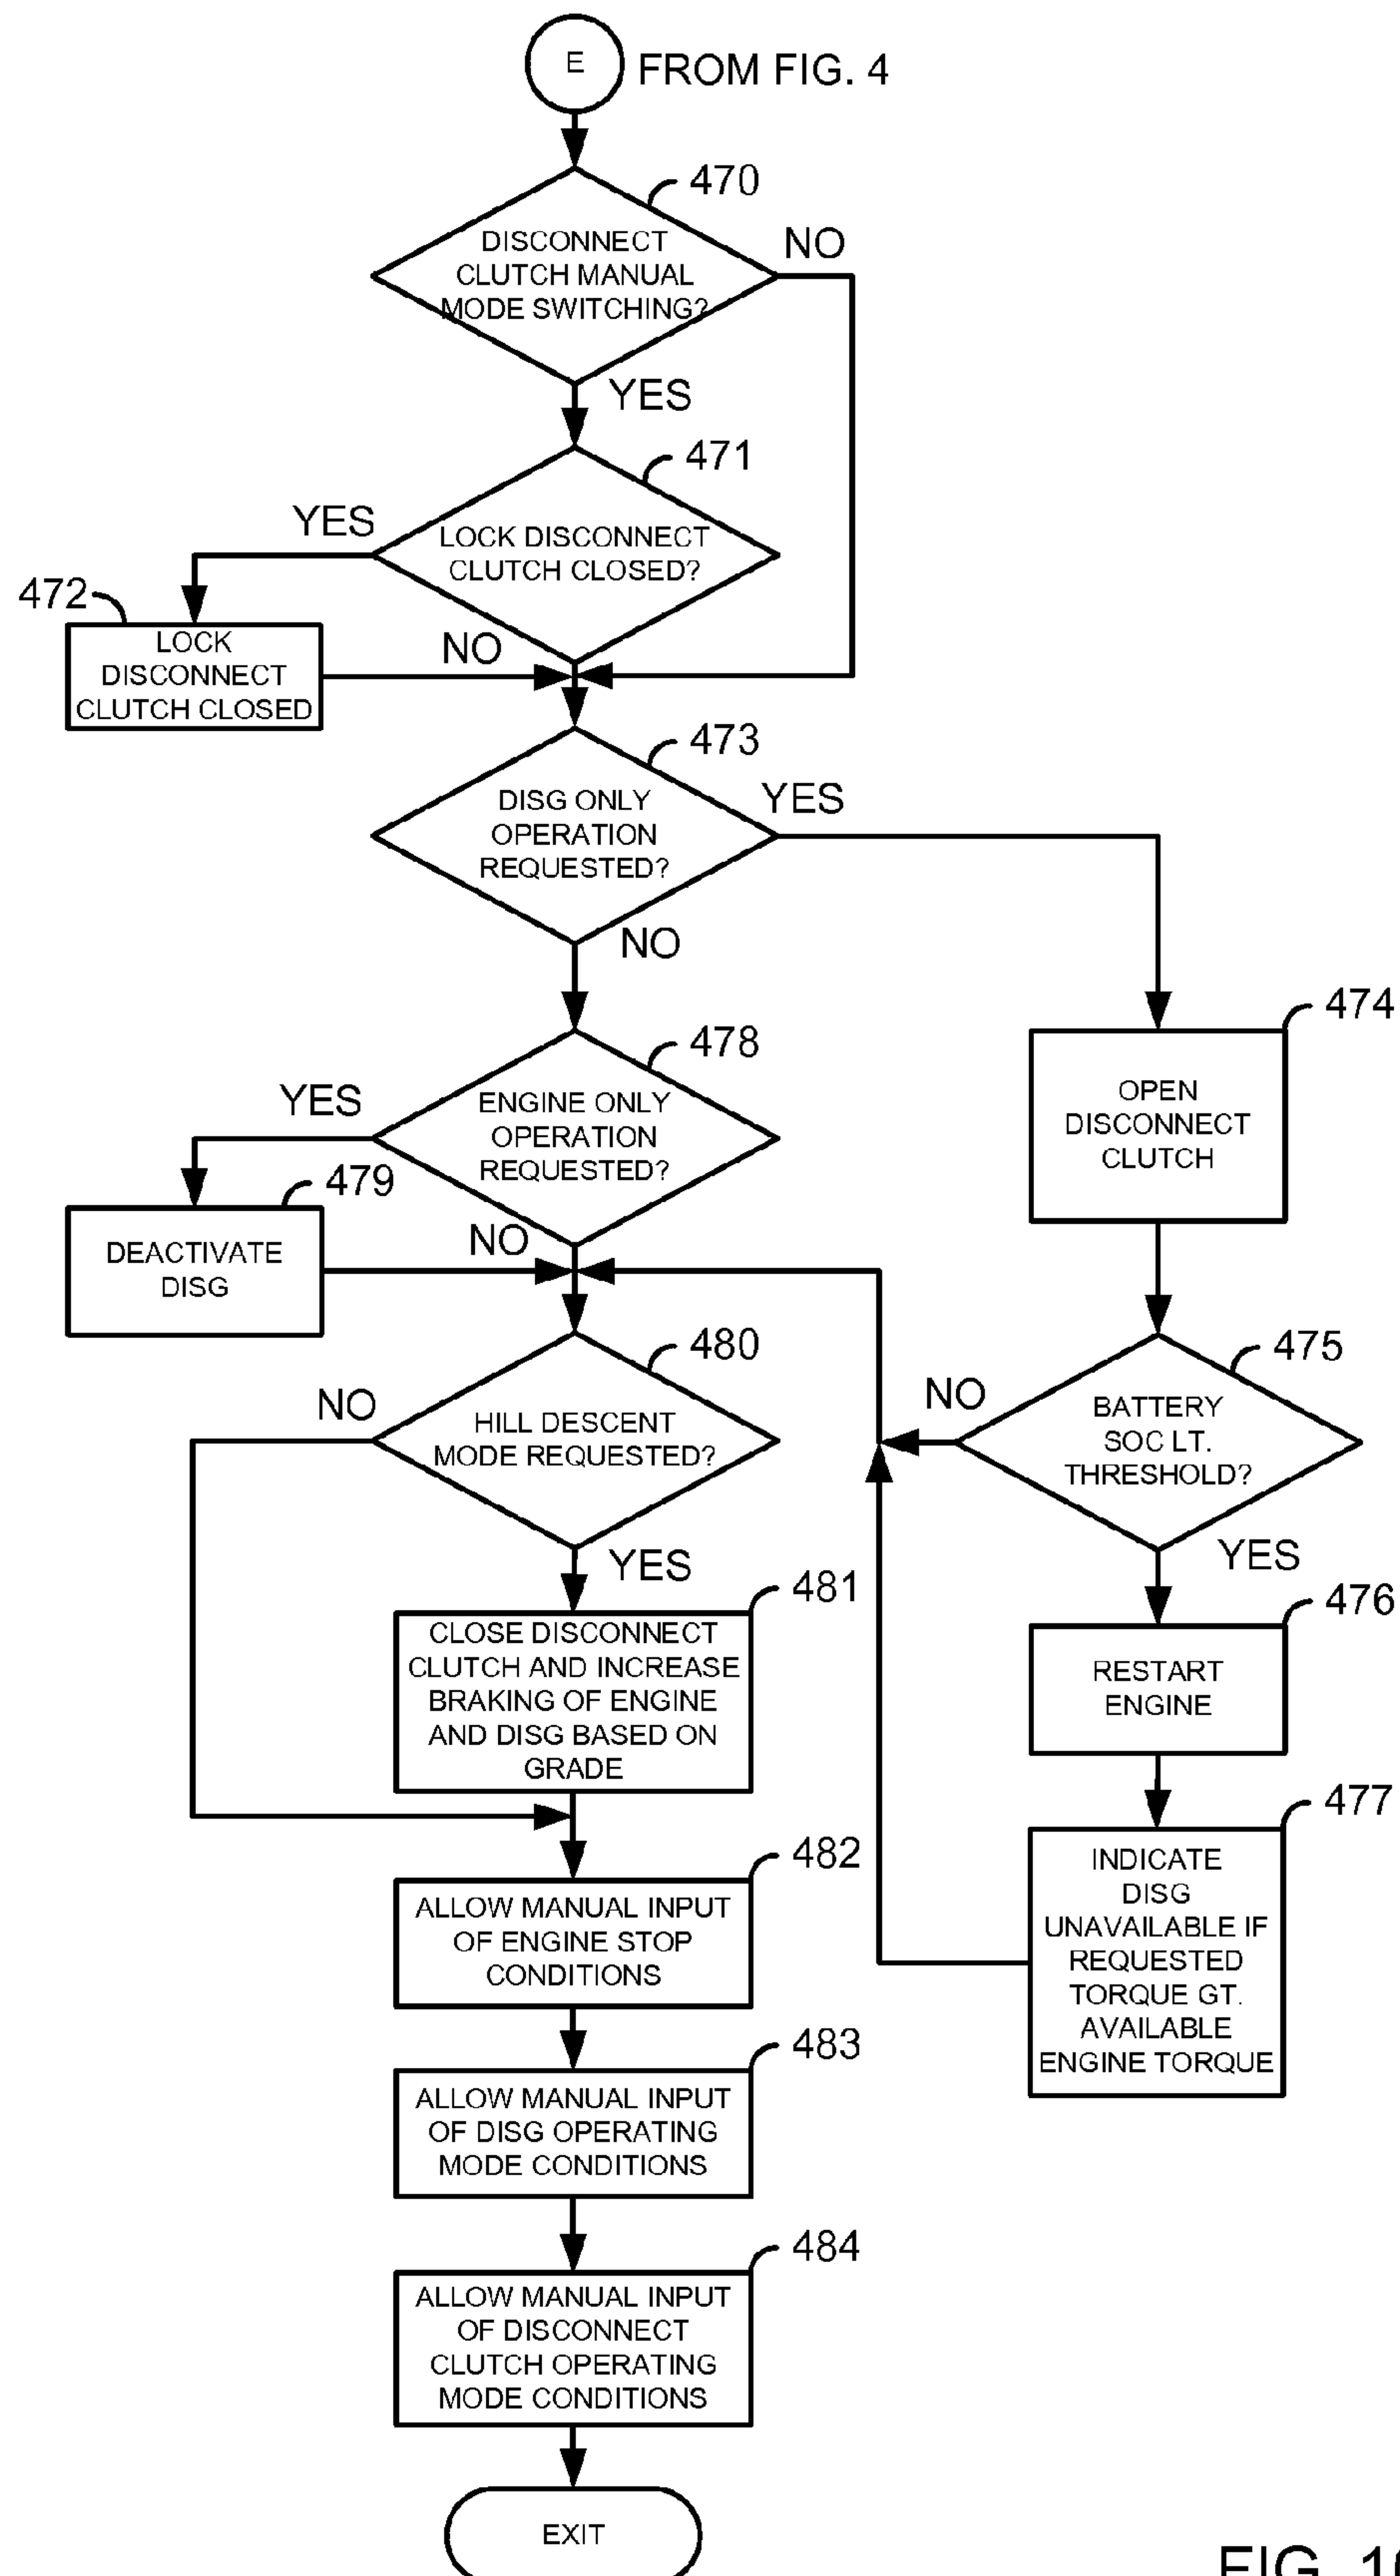 E
FROM FIG. 4
470
DISCONNECT
CLUTCH MANUAL
MODE SWITCHING?
NO
YES
471
LOCK DISCONNECT
CLUTCH CLOSED?
YES
472
LOCK
DISCONNECT
CLUTCH CLOSED
NO
473
DISG ONLY
OPERATION
REQUESTED?
YES
NO
474
OPEN
DISCONNECT
CLUTCH
478
ENGINE ONLY
OPERATION
REQUESTED?
YES
479
DEACTIVATE
DISG
NO
475
BATTERY
SOC LT.
THRESHOLD?
NO
YES
476
RESTART
ENGINE
477
INDICATE
DISG
UNAVAILABLE IF
REQUESTED
TORQUE GT.
AVAILABLE
ENGINE TORQUE
480
HILL DESCENT
MODE REQUESTED?
NO
YES
481
CLOSE DISCONNECT
CLUTCH AND INCREASE
BRAKING OF ENGINE
AND DISG BASED ON
GRADE
482
ALLOW MANUAL INPUT
OF ENGINE STOP
CONDITIONS
483
ALLOW MANUAL INPUT
OF DISG OPERATING
MODE CONDITIONS
484
ALLOW MANUAL INPUT
OF DISCONNECT
CLUTCH OPERATING
MODE CONDITIONS
EXIT
FIG.